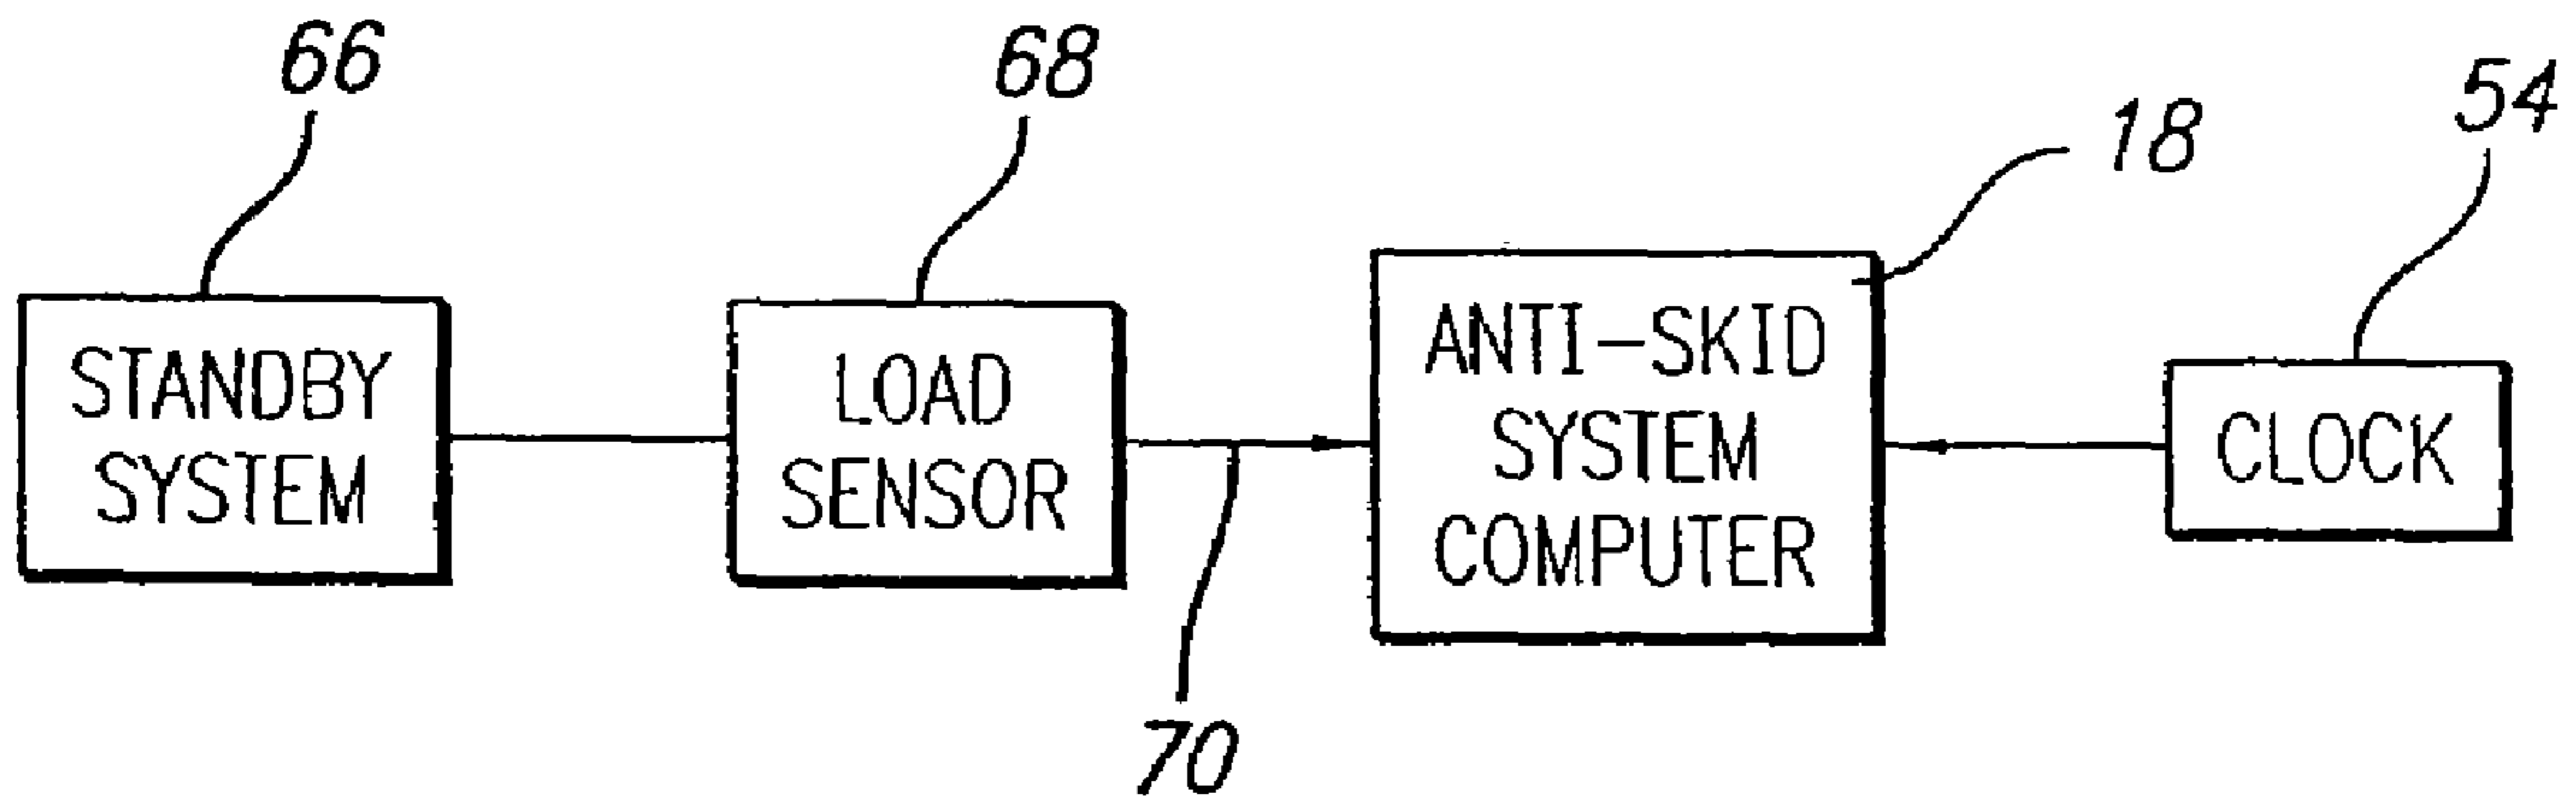 66
68
18
54
STANDBY
SYSTEM
LOAD
SENSOR
ANTI-SKID
SYSTEM
COMPUTER
CLOCK
70